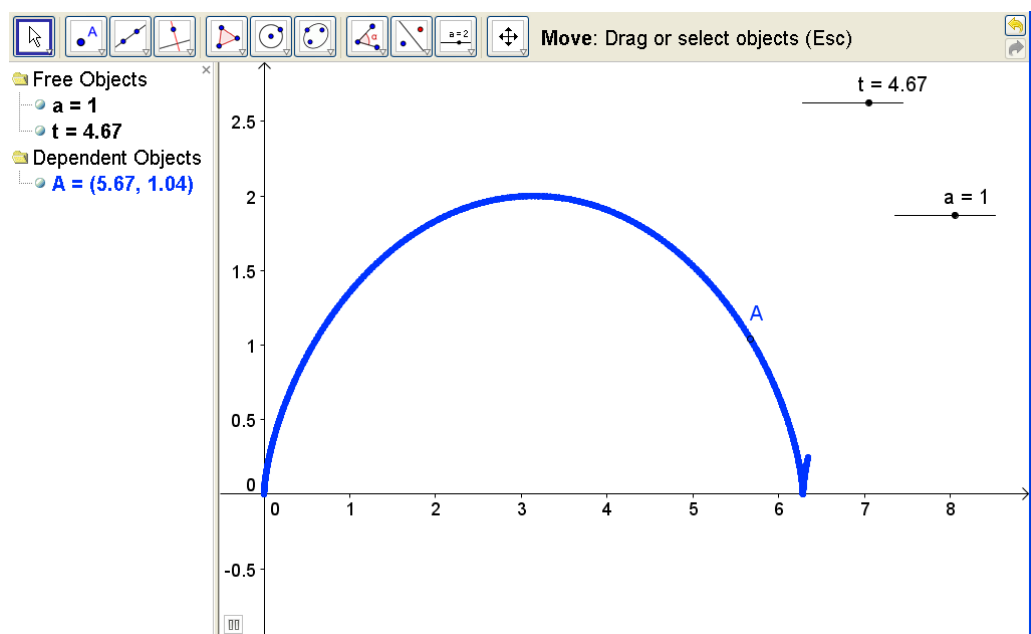 A
α
a=2
Move: Drag or select objects (Esc)
Free Objects
a = 1
t = 4.67
Dependent Objects
A = (5.67, 1.04)
t = 4.67
a = 1
A
2.5
2
1.5
1
0.5
0
-0.5
0 1 2 3 4 5 6 7 8